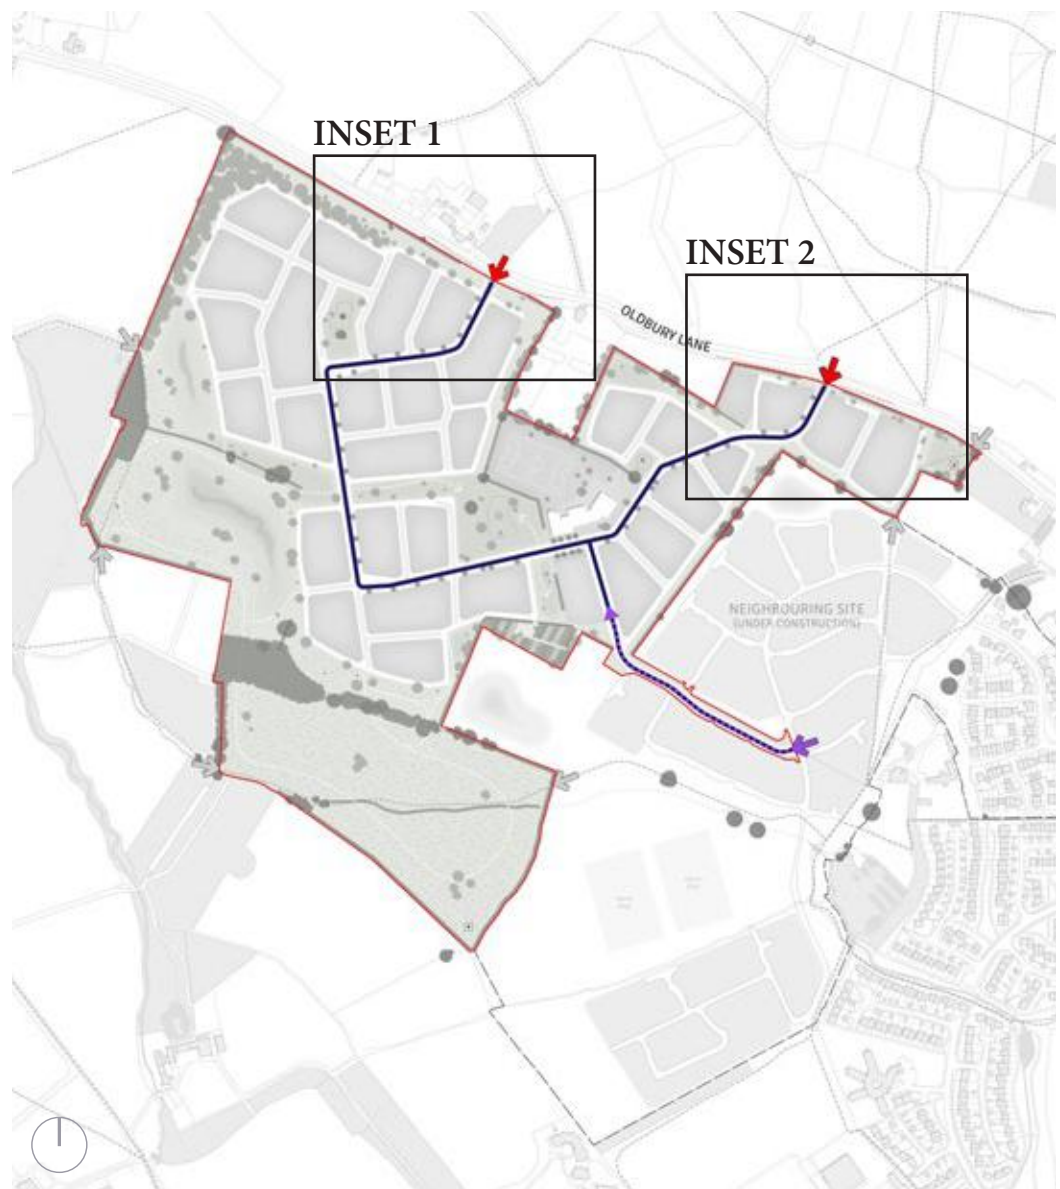 INSET 1
INSET 2
OLDBURY LANE
NEIGHBOURING SITE
(UNDER CONSTRUCTION)